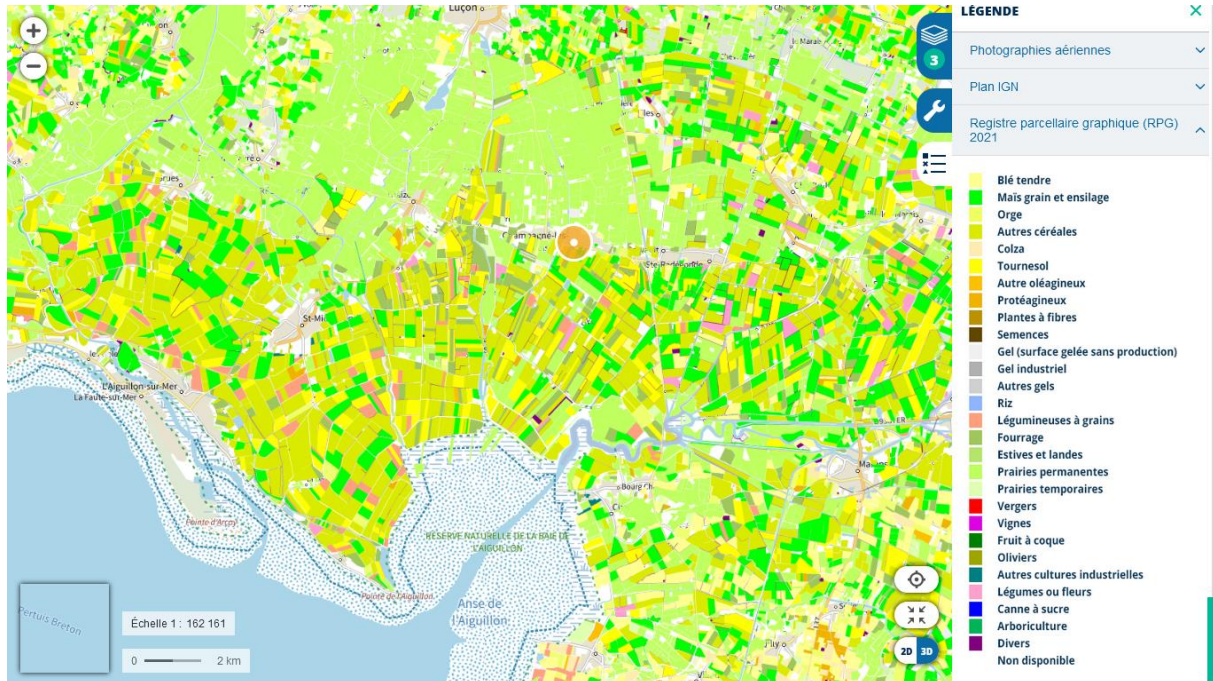 Luçon
Grues
St-Mi
L'Aiguillon-sur-Mer
La Faute-sur-Mer
Pointe d'Arçay
Pointe de l'Aiguillon
RÉSERVE NATURELLE DE LA BAIE DE
L'AIGUILLON
Anse de
l'Aiguillon
Pertuis Breton
Échelle 1 : 162 161
0
2 km
3
2D
3D
LÉGENDE
Photographies aériennes
Plan IGN
Registre parcellaire graphique (RPG)
2021
Blé tendre
Maïs grain et ensilage
Orge
Autres céréales
Colza
Tournesol
Autre oléagineux
Protéagineux
Plantes à fibres
Semences
Gel (surface gelée sans production)
Gel industriel
Autres gels
Riz
Légumineuses à grains
Fourrage
Estives et landes
Prairies permanentes
Prairies temporaires
Vergers
Vignes
Fruit à coque
Oliviers
Autres cultures industrielles
Légumes ou fleurs
Canne à sucre
Arboriculture
Divers
Non disponible